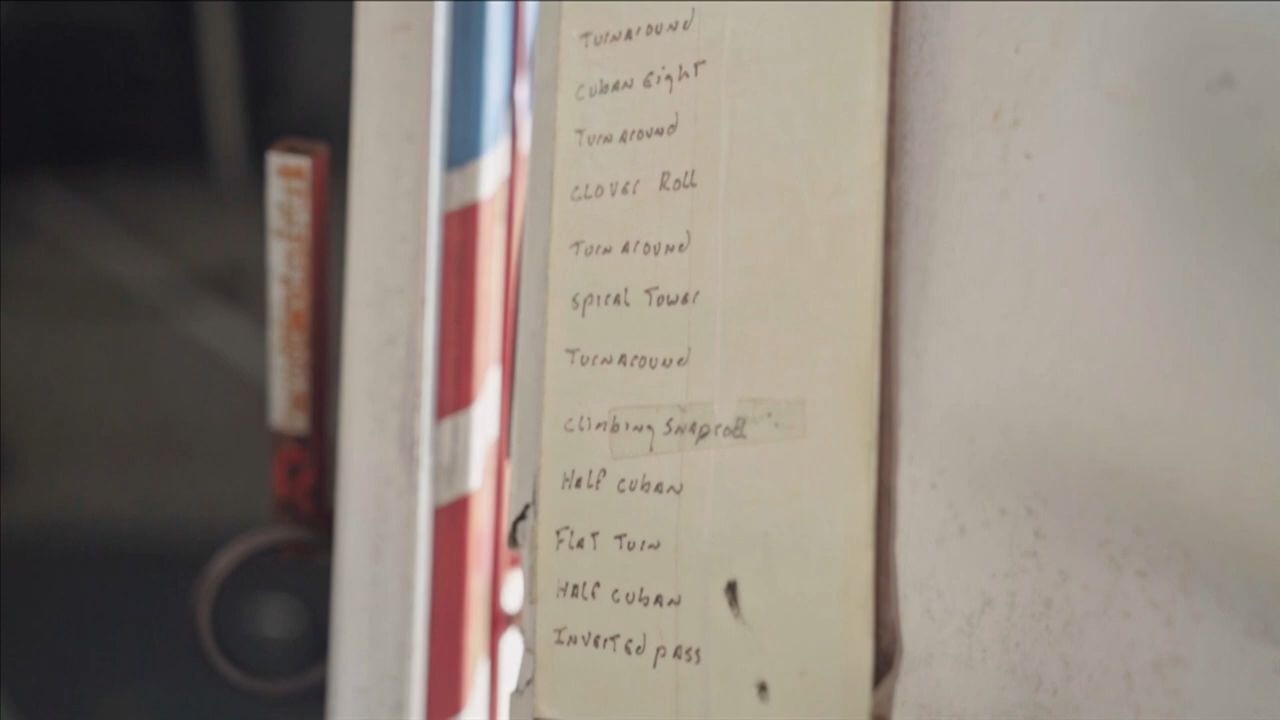 TURNAROUND
CUBAN Eight
TURNAROUND
CLOVER Roll
TURNAROUND
SPIRAL TOWER
TURNAROUND
CLIMBING SNAPROLL
HALF CUBAN
FLAT TURN
HALF CUBAN
INVERTED PASS